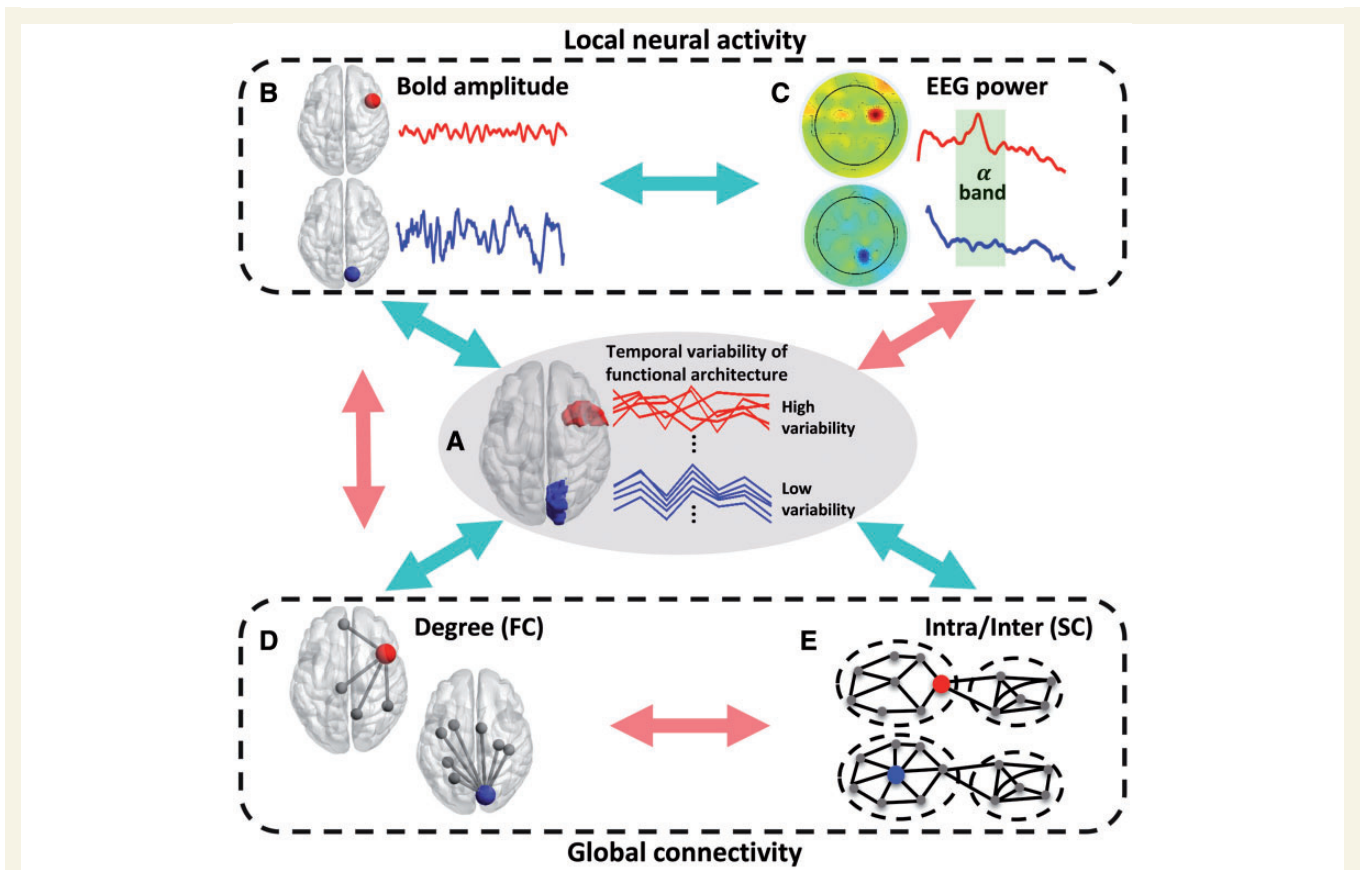 Local neural activity
B
Bold amplitude
C
EEG power
α
band
Temporal variability of
functional architecture
A
High
variability
Low
variability
D
Degree (FC)
E
Intra/Inter (SC)
Global connectivity